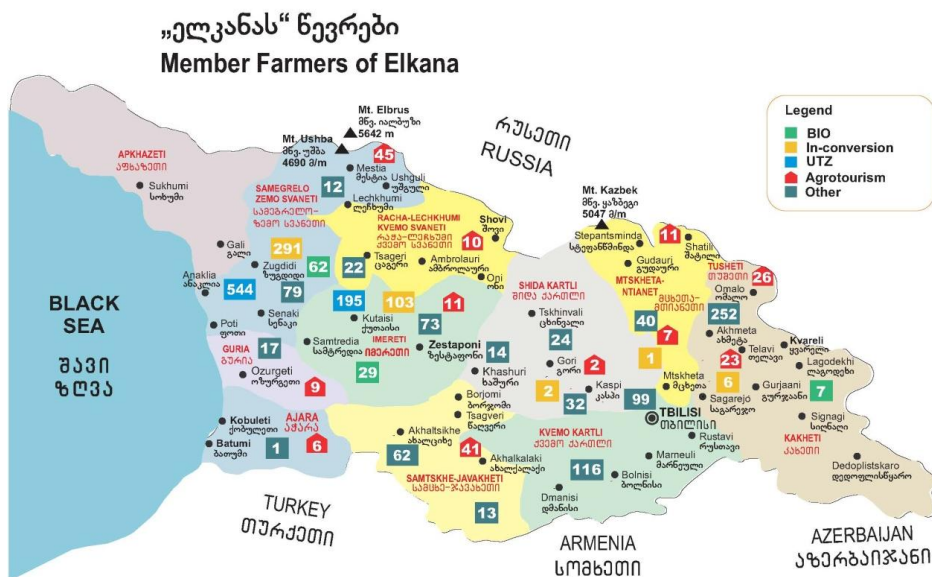 „ელკანას“ წევრები
Member Farmers of Elkana
Legend
BIO
In-conversion
UTZ
Agrotourism
Other
Mt. Elbrus
მწვ. იალბუზი
5642 m
Mt. Ushba
მწვ. უშბა
4690 მ/m
რუსეთი
RUSSIA
45
APKHAZETI
აფხაზეთი
Sukhumi
სოხუმი
Mestia
მესტია
Ushguli
უშგული
12
Lechkhumi
ლეჩხუმი
SAMEGRELO
ZEMO SVANETI
სამეგრელო-
ზემო სვანეთი
RACHA-LECHKHUMI
KVEMO SVANETI
რაჭა-ლეჩხუმი
ქვემო სვანეთი
Shovi
შოვი
10
Mt. Kazbek
მწვ. ყაზბეგი
5047 მ/m
Stepantsminda
სტეფანწმინდა
11
Shatili
შატილი
Gudauri
გუდაური
Gali
გალი
291
Zugdidi
ზუგდიდი
62
22
Tsageri
ცაგერი
Ambrolauri
ამბროლაური
Oni
ონი
MTSKHETA-
NTIANET
მცხეთა-
მთიანეთი
TUSHETI
თუშეთი
26
Omalo
ომალო
252
Anaklia
ანაკლია
544
79
195
103
11
SHIDA KARTLI
შიდა ქართლი
BLACK
SEA
შავი
ზღვა
Poti
ფოთი
Senaki
სენაკი
Kutaisi
ქუთაისი
73
Tskhinvali
ცხინვალი
24
40
7
Akhmeta
ახმეტა
Telavi
თელავი
Kvareli
ყვარელი
GURIA
გურია
17
Samtredia
სამტრედია
IMERETI
იმერეთი
Zestaponi
ზესტაფონი
14
Gori
გორი
2
1
23
6
Lagodekhi
ლაგოდეხი
Ozurgeti
ოზურგეთი
9
29
Khashuri
ხაშური
2
Kaspi
კასპი
32
99
Mtskheta
მცხეთა
Sagarejo
საგარეჯო
Gurjaani
გურჯაანი
7
Kobuleti
ქობულეთი
AJARA
აჭარა
Borjomi
ბორჯომი
Tsagveri
წაღვერი
TBILISI
თბილისი
Signagi
სიღნაღი
Batumi
ბათუმი
1
6
Akhaltsikhe
ახალციხე
62
41
Akhalkalaki
ახალქალაქი
KVEMO KARTLI
ქვემო ქართლი
Rustavi
რუსთავი
KAKHETI
კახეთი
116
Marneuli
მარნეული
Bolnisi
ბოლნისი
Dedoplistskaro
დედოფლისწყარო
SAMTSKHE-JAVAKHETI
სამცხე-ჯავახეთი
13
Dmanisi
დმანისი
TURKEY
თურქეთი
ARMENIA
სომხეთი
AZERBAIJAN
აზერბაიჯანი